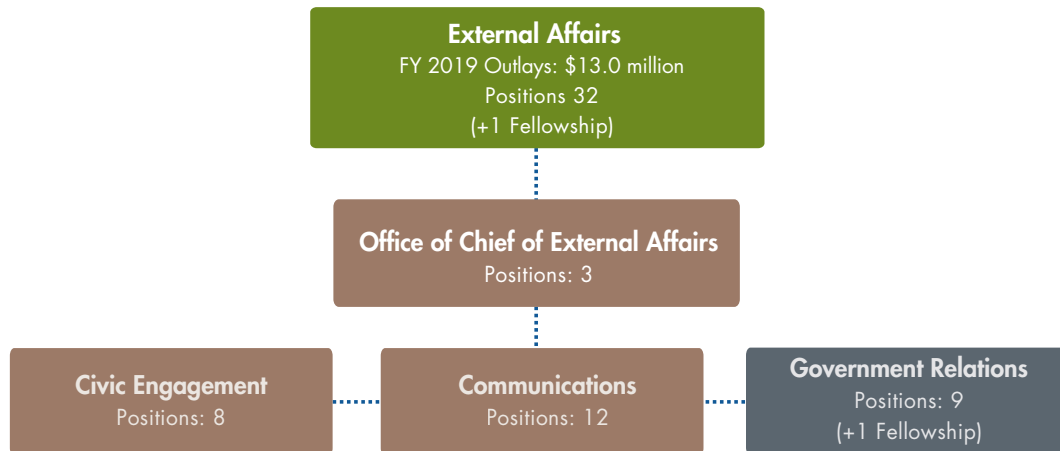 External Affairs
FY 2019 Outlays: $13.0 million
Positions 32
(+1 Fellowship)
Office of Chief of External Affairs
Positions: 3
Civic Engagement
Positions: 8
Communications
Positions: 12
Government Relations
Positions: 9
(+1 Fellowship)